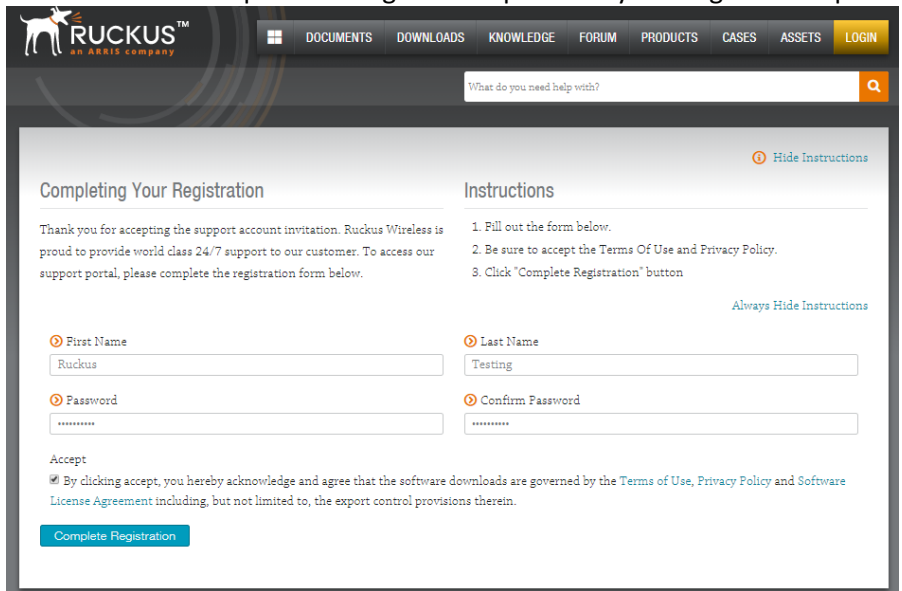 RUCKUS™
an ARRIS company
DOCUMENTS DOWNLOADS KNOWLEDGE FORUM PRODUCTS CASES ASSETS LOGIN
What do you need help with?
Hide Instructions
Completing Your Registration
Thank you for accepting the support account invitation. Ruckus Wireless is
proud to provide world class 24/7 support to our customer. To access our
support portal, please complete the registration form below.
Instructions
1. Fill out the form below.
2. Be sure to accept the Terms Of Use and Privacy Policy.
3. Click "Complete Registration" button
Always Hide Instructions
First Name
Ruckus
Last Name
Testing
Password
••••••••••
Confirm Password
••••••••••
Accept
By clicking accept, you hereby acknowledge and agree that the software downloads are governed by the Terms of Use, Privacy Policy and Software
License Agreement including, but not limited to, the export control provisions therein.
Complete Registration